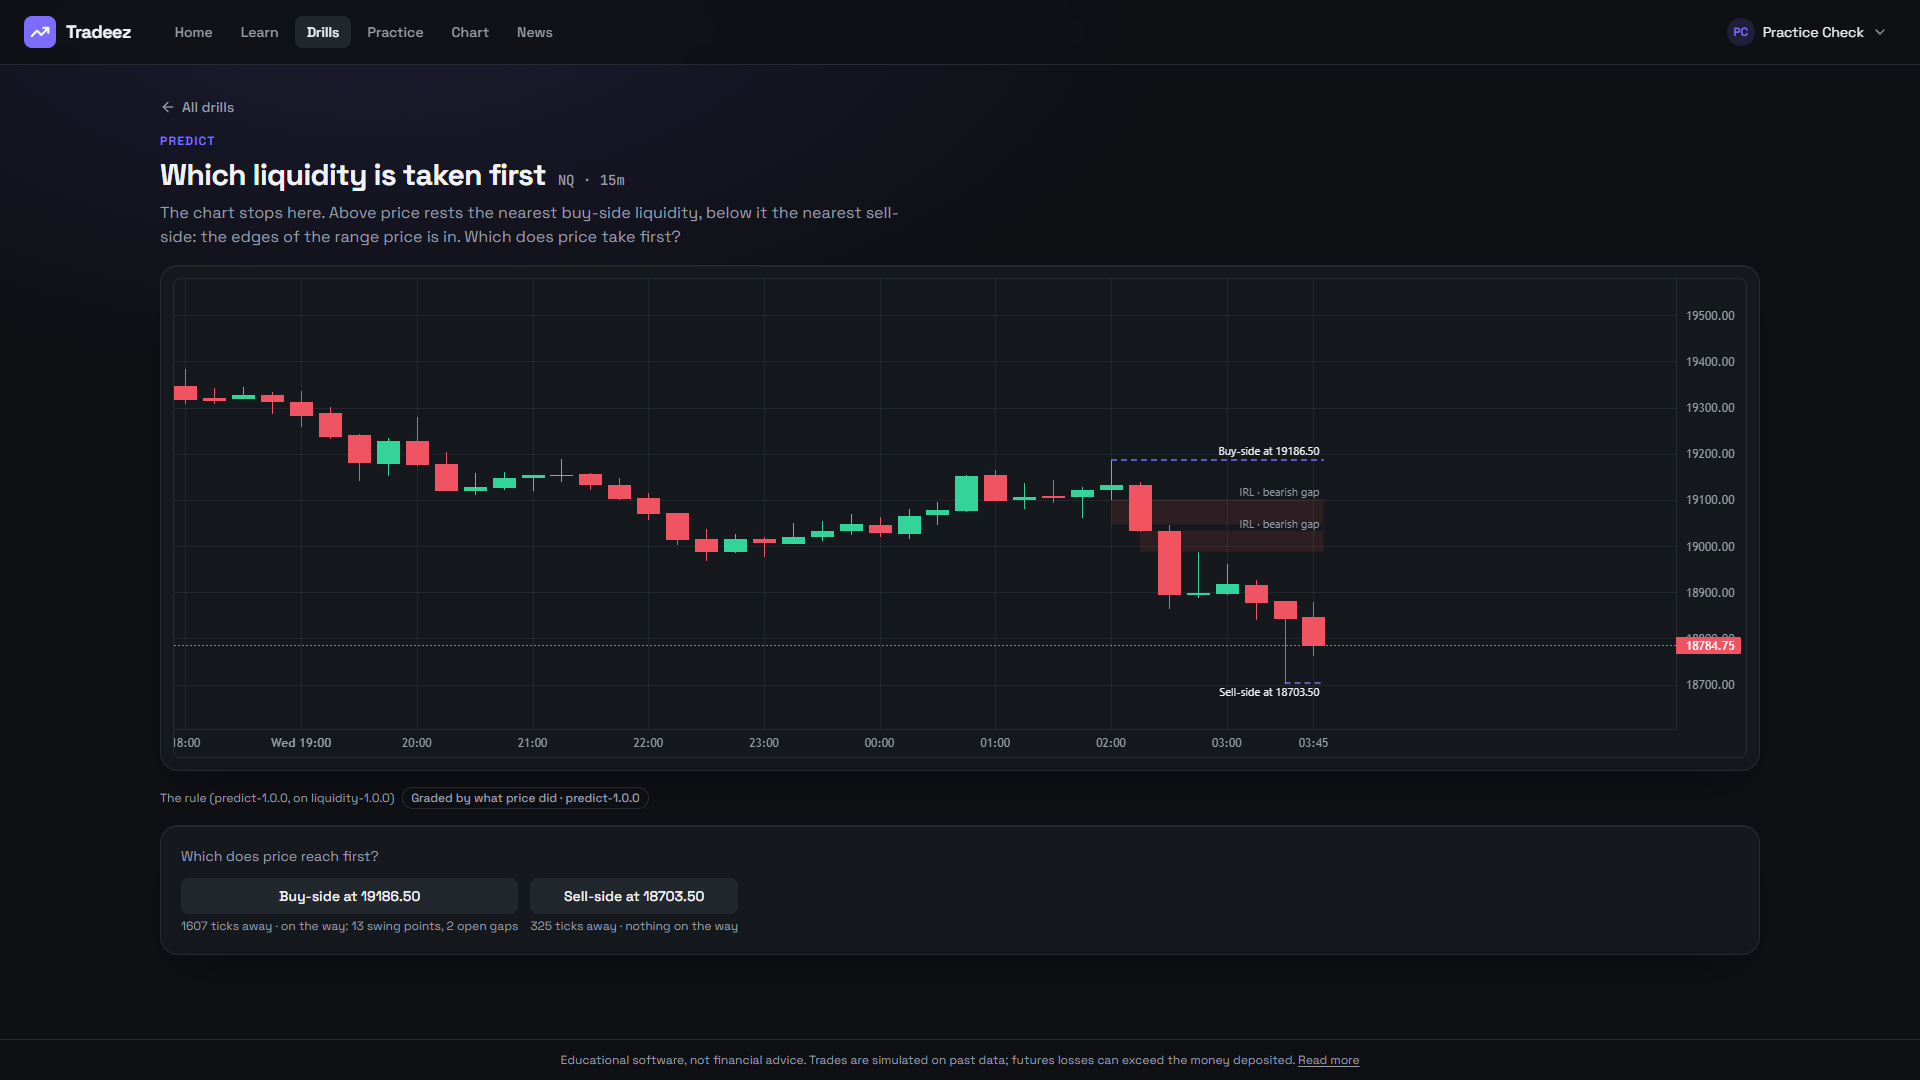 Tradeez
Home
Learn
Drills
Practice
Chart
News
PC
Practice Check
All drills
PREDICT
Which liquidity is taken first
NQ · 15m
The chart stops here. Above price rests the nearest buy-side liquidity, below it the nearest sell-
side: the edges of the range price is in. Which does price take first?
19500.00
19400.00
19300.00
19200.00
19100.00
19000.00
18900.00
18784.75
18700.00
Buy-side at 19186.50
IRL · bearish gap
IRL · bearish gap
Sell-side at 18703.50
18:00
Wed 19:00
20:00
21:00
22:00
23:00
00:00
01:00
02:00
03:00
03:45
The rule (predict-1.0.0, on liquidity-1.0.0)
Graded by what price did · predict-1.0.0
Which does price reach first?
Buy-side at 19186.50
Sell-side at 18703.50
1607 ticks away · on the way: 13 swing points, 2 open gaps
325 ticks away · nothing on the way
Educational software, not financial advice. Trades are simulated on past data; futures losses can exceed the money deposited. Read more